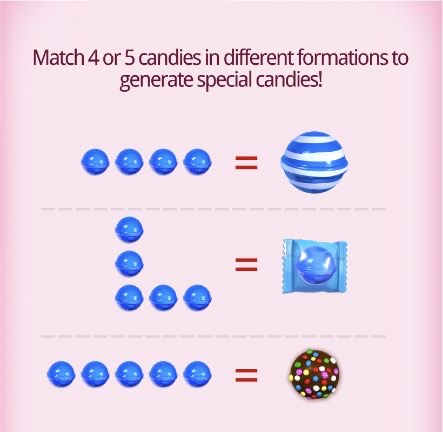 Match 4 or 5 candies in different formations to
generate special candies!
=
=
=